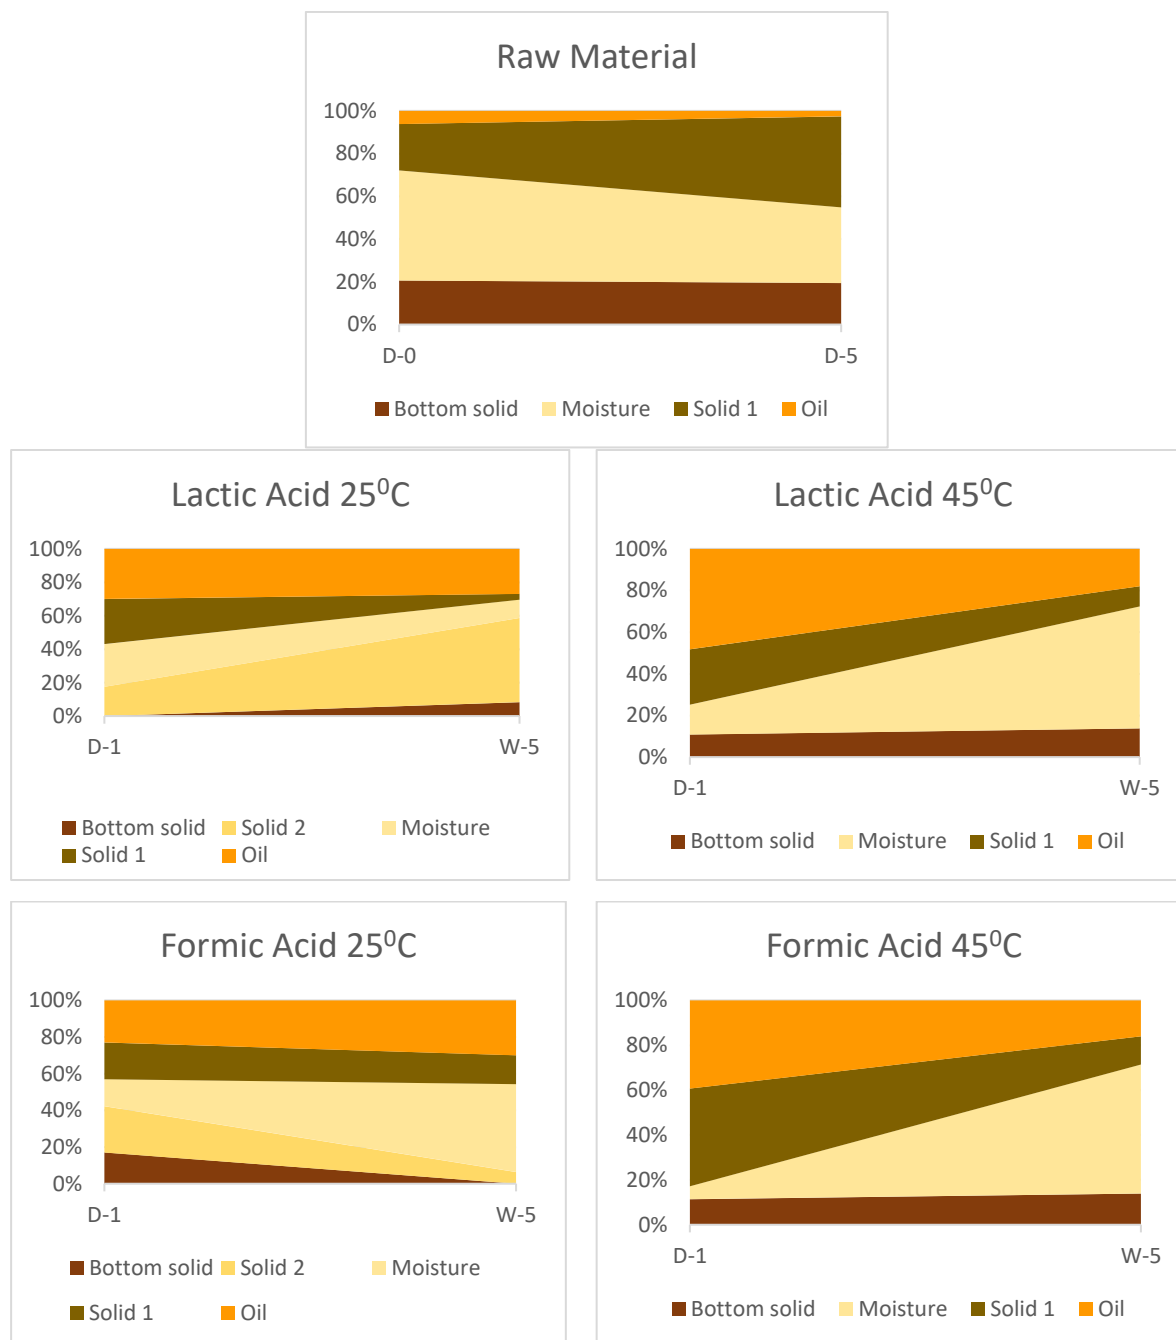 Raw Material
100%
80%
60%
40%
20%
0%
D-0 D-5
Bottom solid Moisture Solid 1 Oil
Lactic Acid 25⁰C
100%
80%
60%
40%
20%
0%
D-1 W-5
Bottom solid Solid 2 Moisture
Solid 1 Oil
Lactic Acid 45⁰C
100%
80%
60%
40%
20%
0%
D-1 W-5
Bottom solid Moisture Solid 1 Oil
Formic Acid 25⁰C
100%
80%
60%
40%
20%
0%
D-1 W-5
Bottom solid Solid 2 Moisture
Solid 1 Oil
Formic Acid 45⁰C
100%
80%
60%
40%
20%
0%
D-1 W-5
Bottom solid Moisture Solid 1 Oil